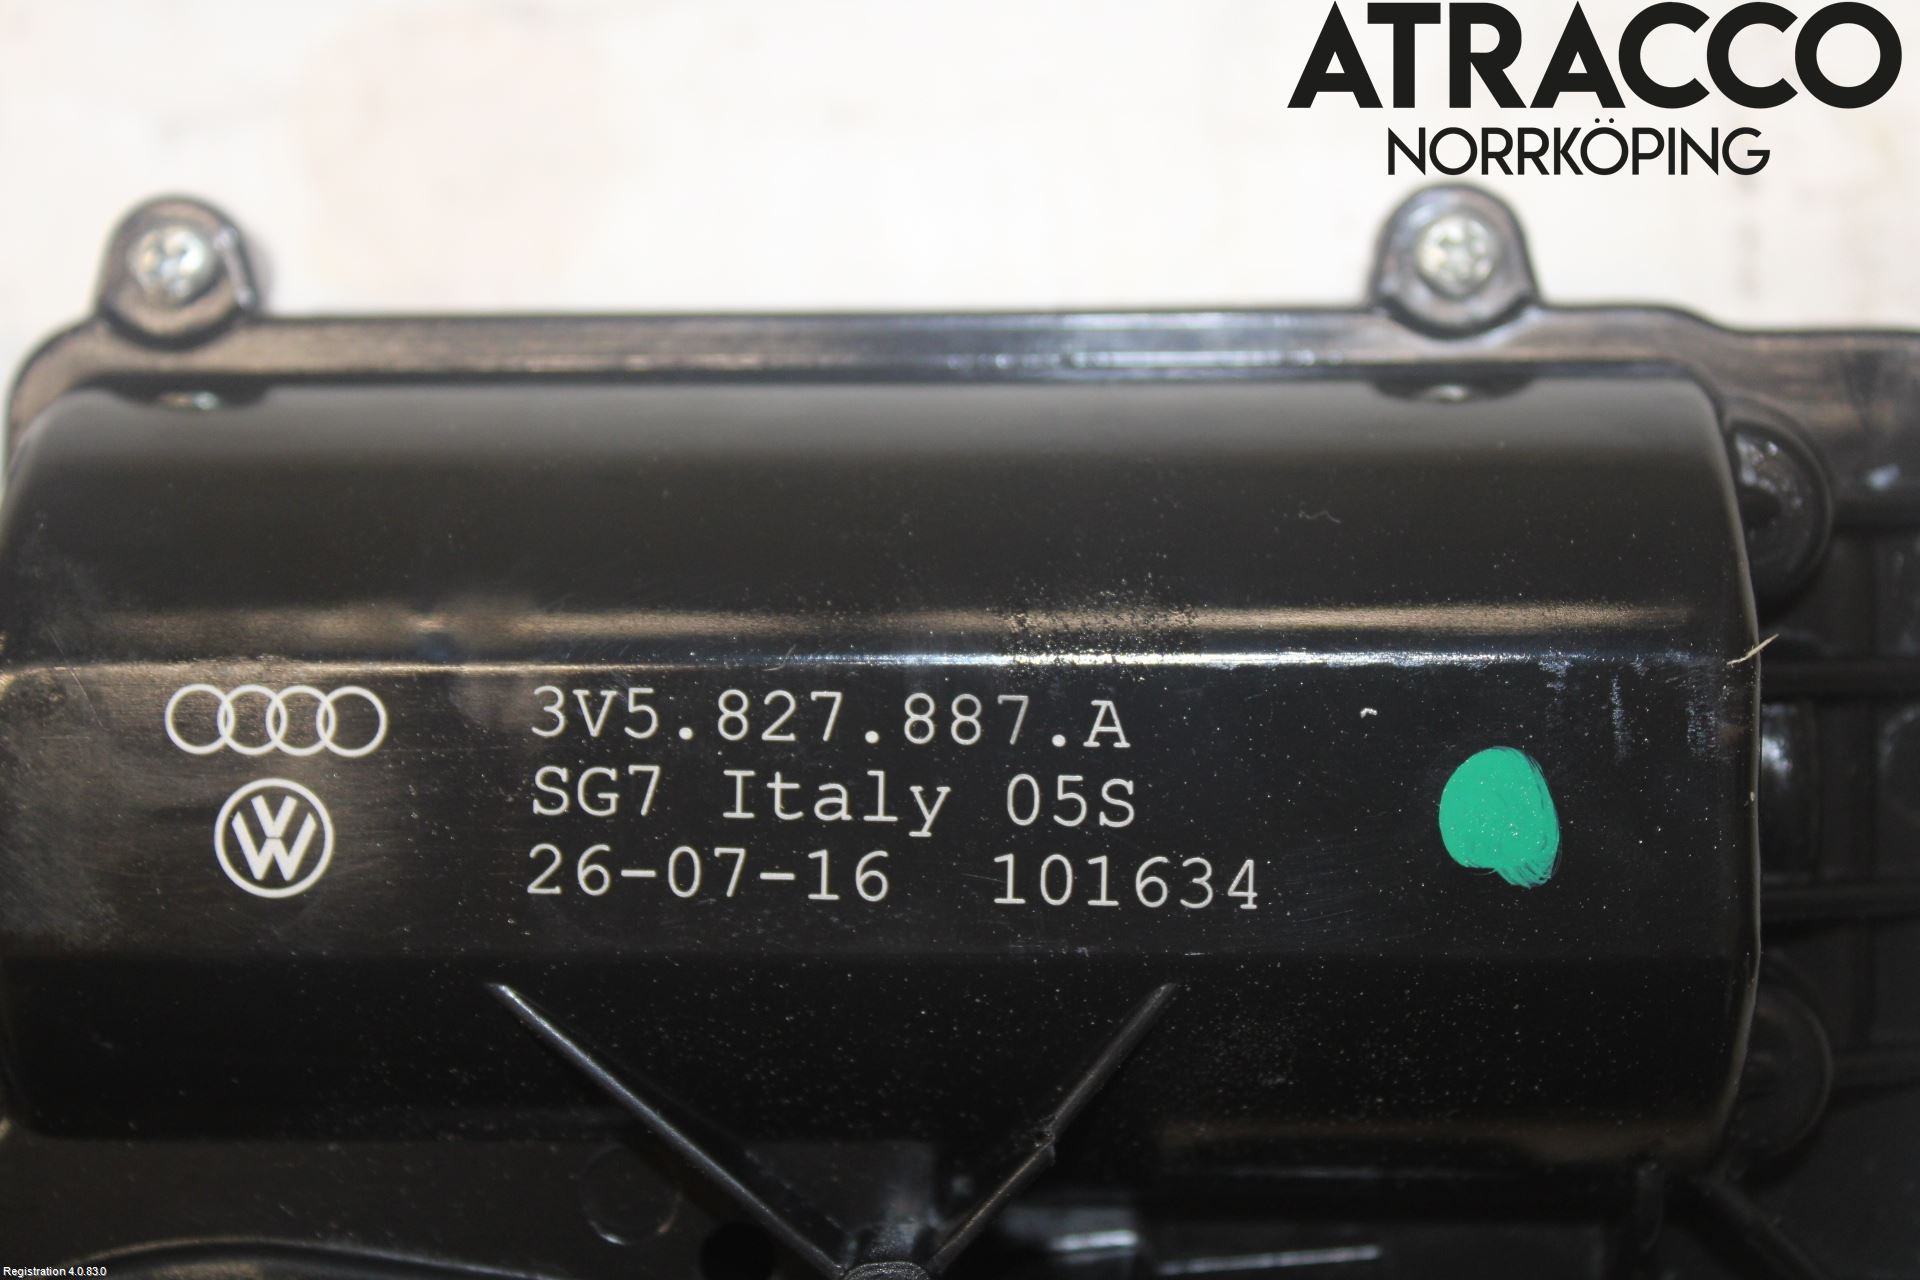 ATRACCO
NORRKÖPING
3V5.827.887.A
SG7 Italy 05S
26-07-16 101634
Registration 4.0.83.0